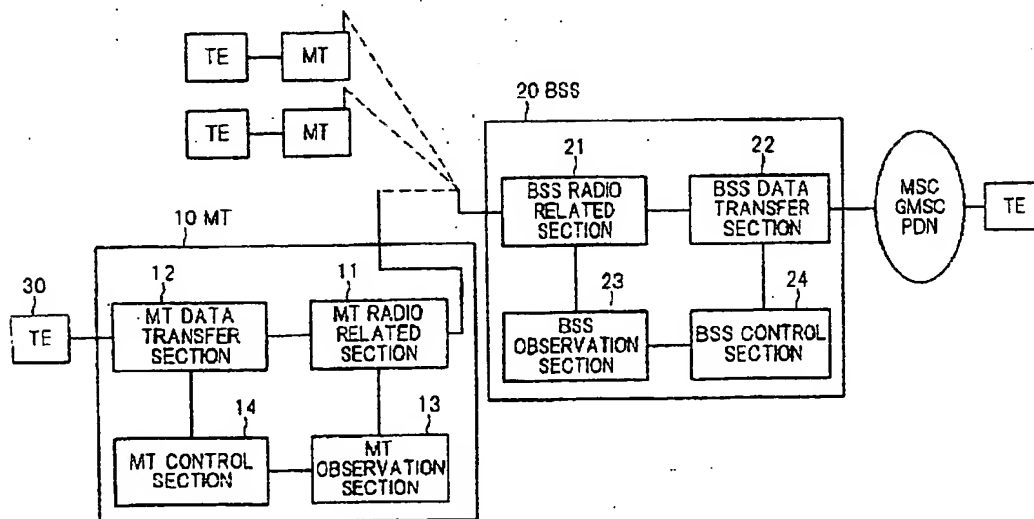 TE
MT
TE
MT
20 BSS
21
22
BSS RADIO
RELATED
SECTION
BSS DATA
TRANSFER
SECTION
MSC
GMSC
PDN
TE
23
24
BSS
OBSERVATION
SECTION
BSS CONTROL
SECTION
10 MT
30
TE
12
11
MT DATA
TRANSFER
SECTION
MT RADIO
RELATED
SECTION
14
13
MT CONTROL
SECTION
MT
OBSERVATION
SECTION